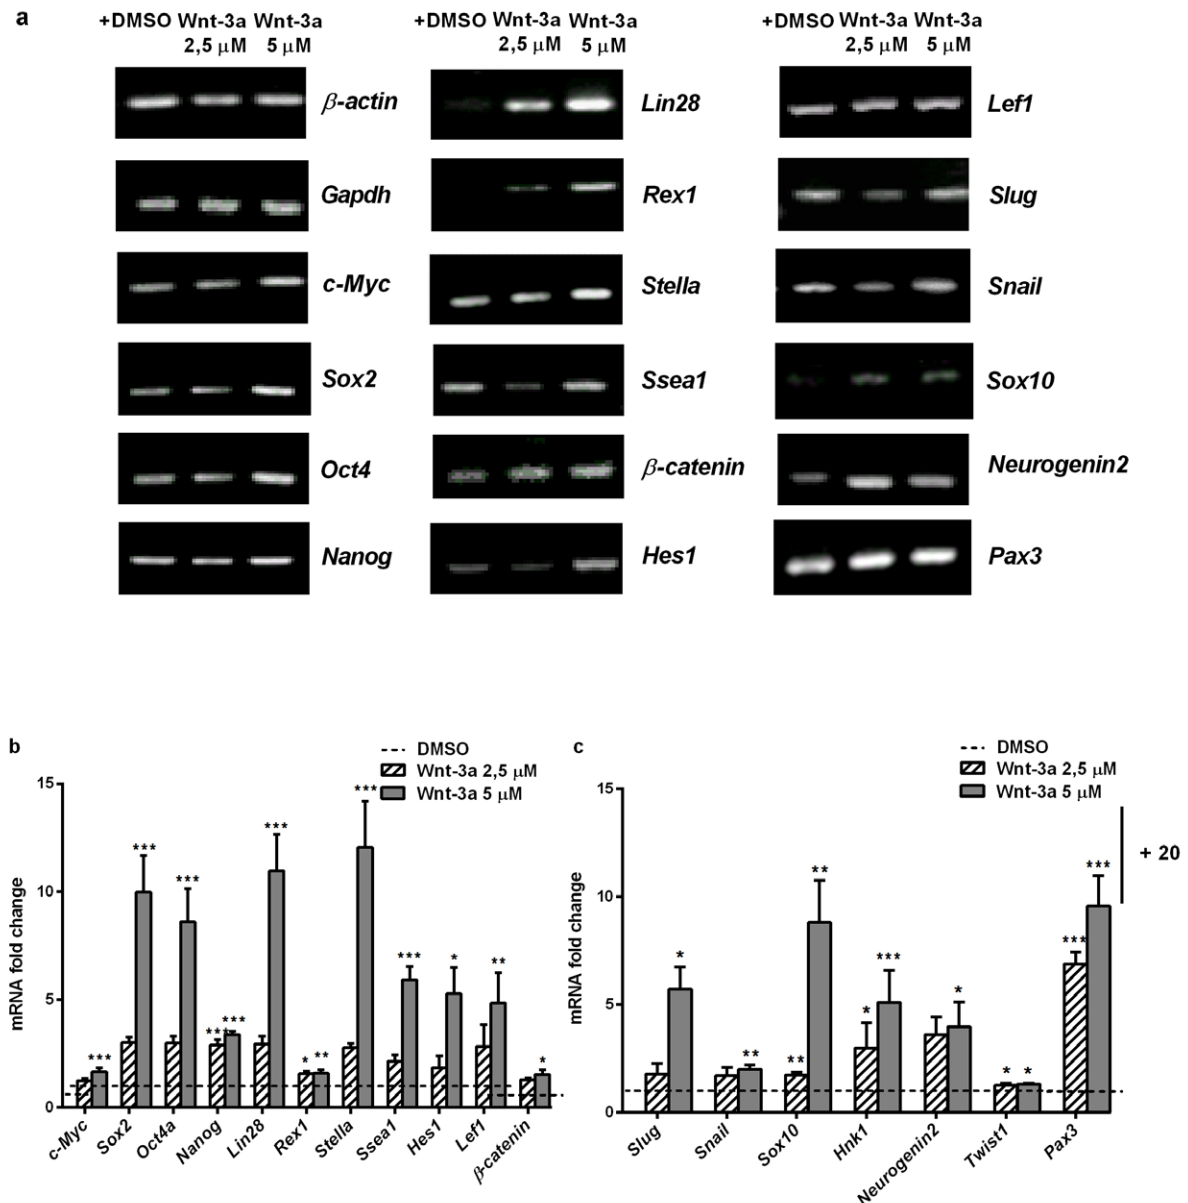 a
+DMSO Wnt-3a Wnt-3a
2,5 μM 5 μM
+DMSO Wnt-3a Wnt-3a
2,5 μM 5 μM
+DMSO Wnt-3a Wnt-3a
2,5 μM 5 μM
β-actin
Lin28
Lef1
Gapdh
Rex1
Slug
c-Myc
Stella
Snail
Sox2
Ssea1
Sox10
Oct4
β-catenin
Neurogenin2
Nanog
Hes1
Pax3
b
DMSO
Wnt-3a 2,5 μM
Wnt-3a 5 μM
mRNA fold change
15
10
5
0
***
***
***
***
***
***
*
**
***
***
*
**
*
c-Myc
Sox2
Oct4a
Nanog
Lin28
Rex1
Stella
Ssea1
Hes1
Lef1
β-catenin
c
DMSO
Wnt-3a 2,5 μM
Wnt-3a 5 μM
+ 20
mRNA fold change
15
10
5
0
*
**
**
**
*
***
*
*
*
***
***
Slug
Snail
Sox10
Hnk1
Neurogenin2
Twist1
Pax3